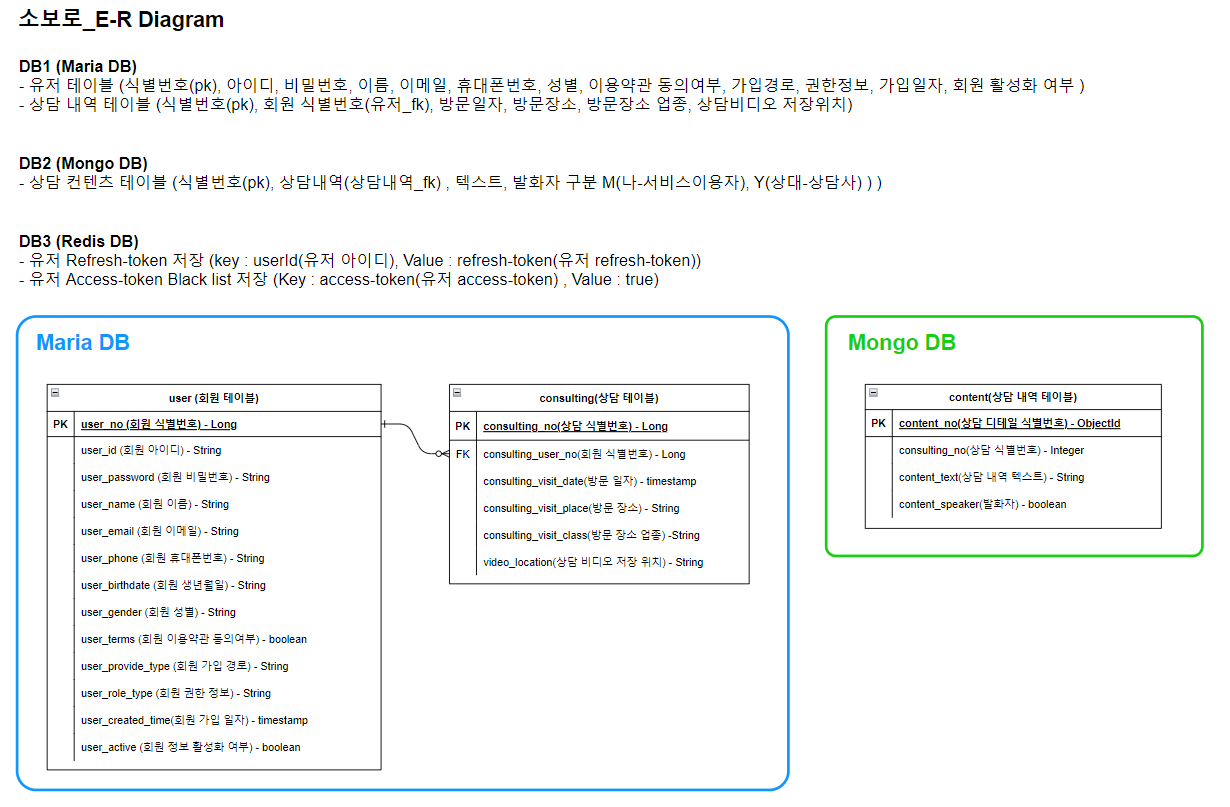 소보로_E-R Diagram
DB1 (Maria DB)
- 유저 테이블 (식별번호(pk), 아이디, 비밀번호, 이름, 이메일, 휴대폰번호, 성별, 이용약관 동의여부, 가입경로, 권한정보, 가입일자, 회원 활성화 여부 )
- 상담 내역 테이블 (식별번호(pk), 회원 식별번호(유저_fk), 방문일자, 방문장소, 방문장소 업종, 상담비디오 저장위치)
DB2 (Mongo DB)
- 상담 컨텐츠 테이블 (식별번호(pk), 상담내역(상담내역_fk) , 텍스트, 발화자 구분 M(나-서비스이용자), Y(상대-상담사) ) )
DB3 (Redis DB)
- 유저 Refresh-token 저장 (key : userId(유저 아이디), Value : refresh-token(유저 refresh-token))
- 유저 Access-token Black list 저장 (Key : access-token(유저 access-token) , Value : true)
Maria DB
user (회원 테이블)
PK user_no (회원 식별번호) - Long
user_id (회원 아이디) - String
user_password (회원 비밀번호) - String
user_name (회원 이름) - String
user_email (회원 이메일) - String
user_phone (회원 휴대폰번호) - String
user_birthdate (회원 생년월일) - String
user_gender (회원 성별) - String
user_terms (회원 이용약관 동의여부) - boolean
user_provide_type (회원 가입 경로) - String
user_role_type (회원 권한 정보) - String
user_created_time(회원 가입 일자) - timestamp
user_active (회원 정보 활성화 여부) - boolean
consulting(상담 테이블)
PK consulting_no(상담 식별번호) - Long
FK consulting_user_no(회원 식별번호) - Long
consulting_visit_date(방문 일자) - timestamp
consulting_visit_place(방문 장소) - String
consulting_visit_class(방문 장소 업종) -String
video_location(상담 비디오 저장 위치) - String
Mongo DB
content(상담 내역 테이블)
PK content_no(상담 디테일 식별번호) - ObjectId
consulting_no(상담 식별번호) - Integer
content_text(상담 내역 텍스트) - String
content_speaker(발화자) - boolean